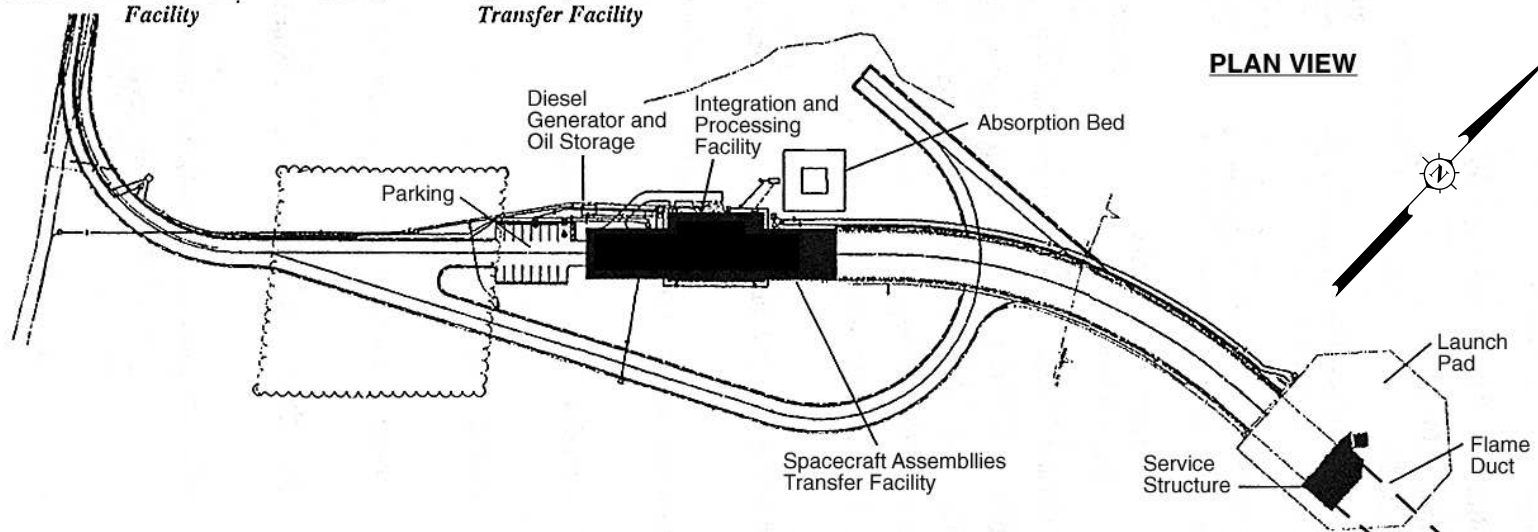 Facility
Transfer Facility
PLAN VIEW
Diesel
Generator and
Oil Storage
Integration and
Processing
Facility
Absorption Bed
Parking
N
Launch
Pad
Spacecraft Assembllies
Transfer Facility
Service
Structure
Flame
Duct